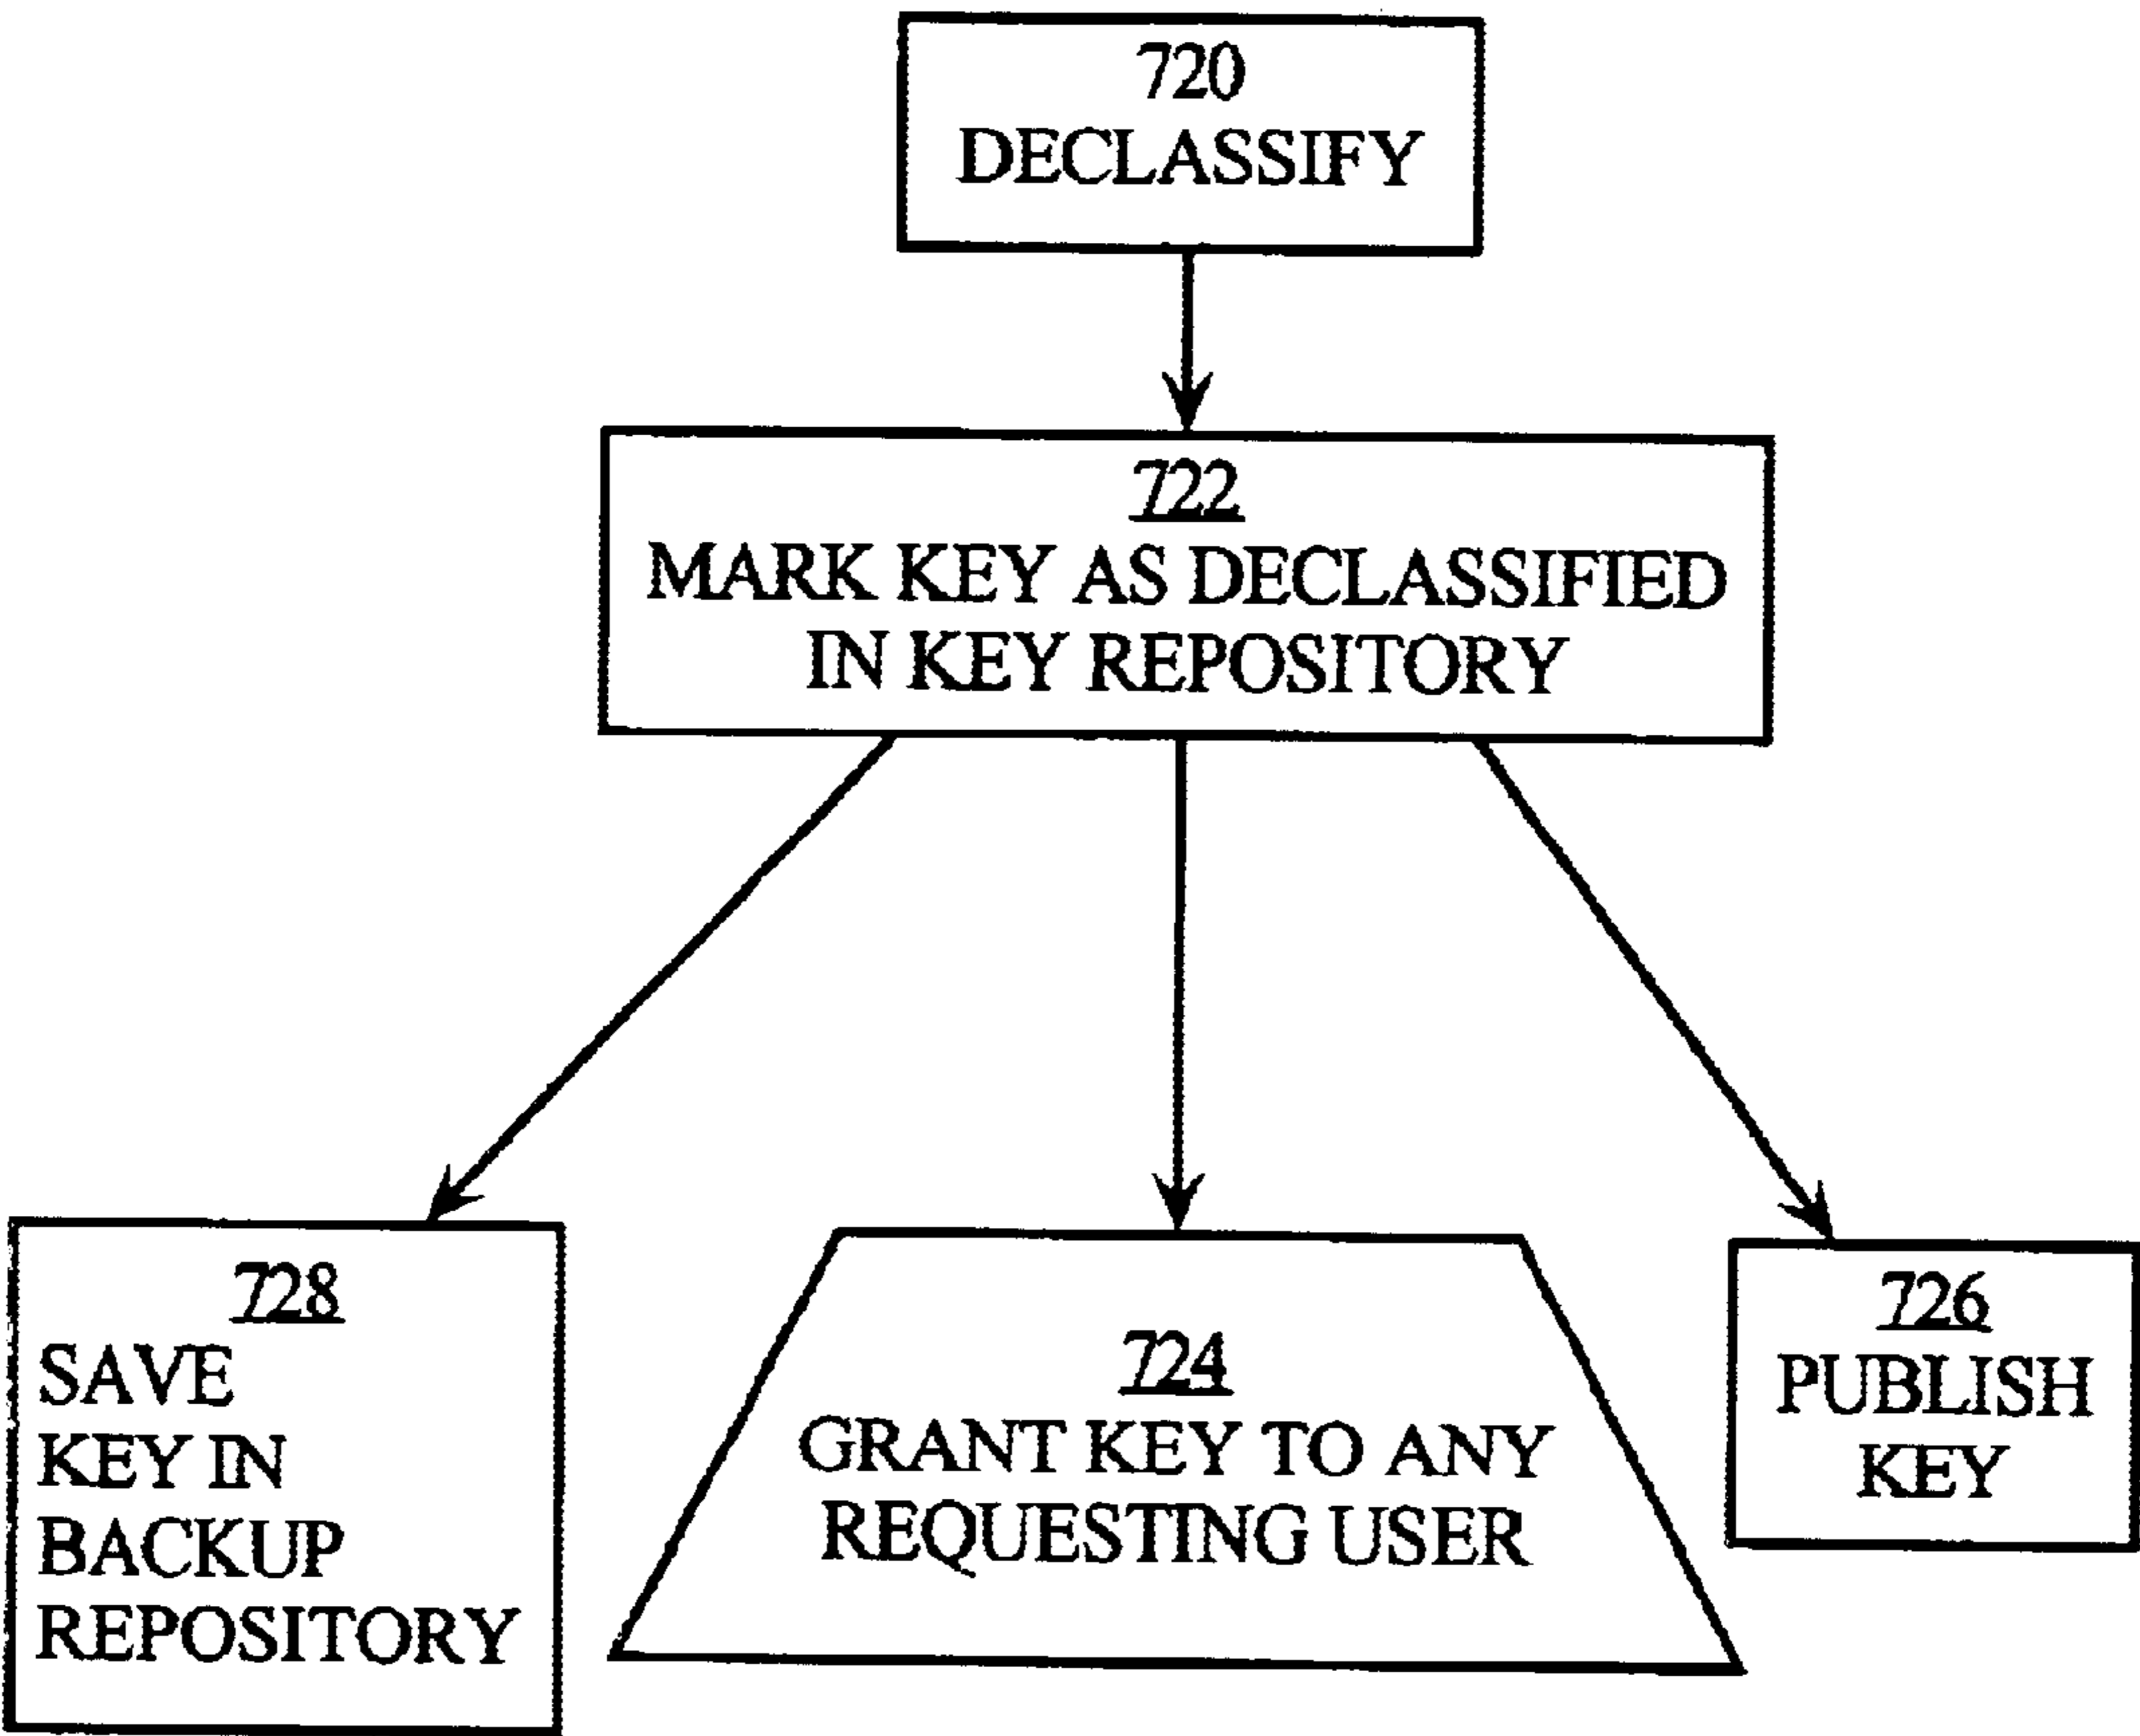 720
DECLASSIFY
722
MARK KEY AS DECLASSIFIED
IN KEY REPOSITORY
728
SAVE
KEY IN
BACKUP
REPOSITORY
724
GRANT KEY TO ANY
REQUESTING USER
726
PUBLISH
KEY